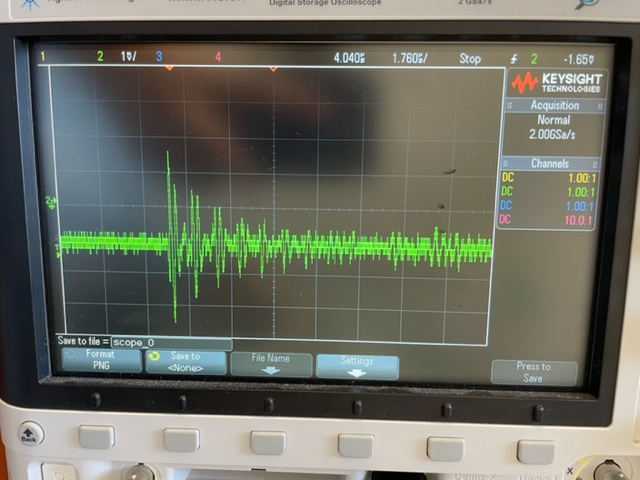 Digital Storage Oscilloscope
2 GSa/s
1 2 1V/ 3 4 4.040µs 1.760µs/ Stop 2 -1.65V
KEYSIGHT
TECHNOLOGIES
Acquisition
Normal
2.00GSa/s
Channels
DC 1.00:1
DC 1.00:1
DC 1.00:1
DC 10.0:1
Save to file = scope_0
Format
PNG
Save to
<None>
File Name
Settings
Press to
Save
Back